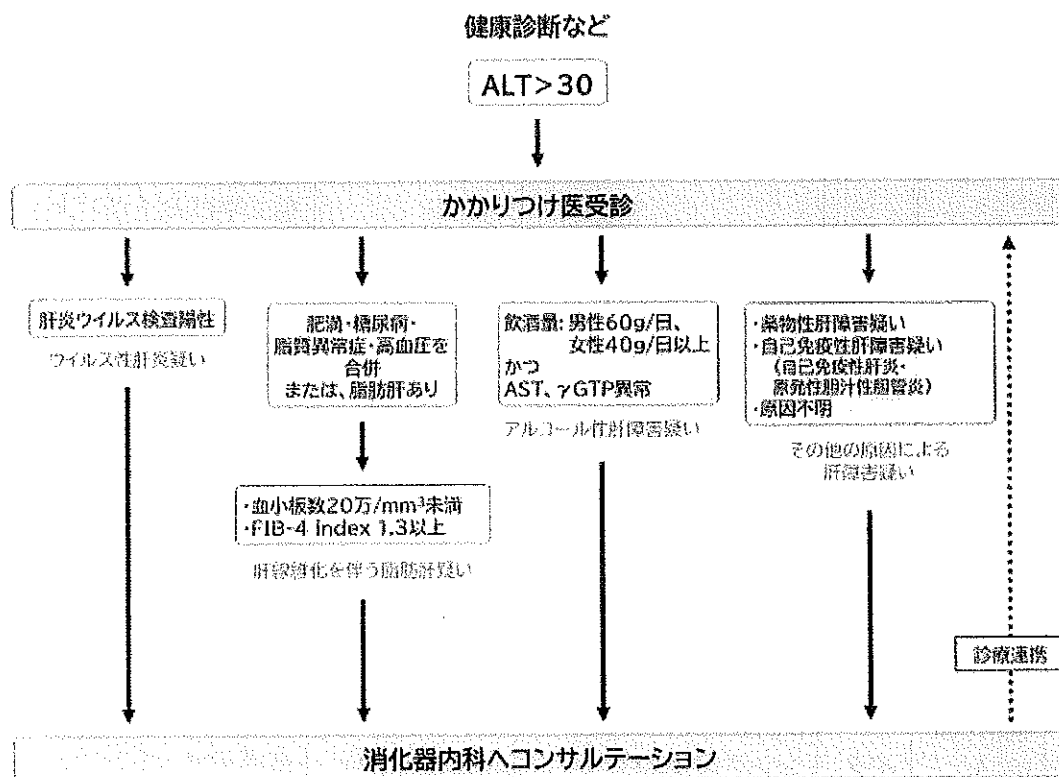 健康診断など
ALT>30
かかりつけ医受診
肝炎ウイルス検査陽性
ウイルス性肝炎疑い
肥満・糖尿病・
脂質異常症・高血圧を
合併
または、脂肪肝あり
・血小板数20万/mm³未満
・FIB-4 index 1.3以上
肝線維化を伴う脂肪肝疑い
飲酒量: 男性60g/日、
女性40g/日以上
かつ
AST、γGTP異常
アルコール性肝障害疑い
・薬物性肝障害疑い
・自己免疫性肝障害疑い
(自己免疫性肝炎・
原発性胆汁性胆管炎)
・原因不明
その他の原因による
肝障害疑い
診療連携
消化器内科へコンサルテーション